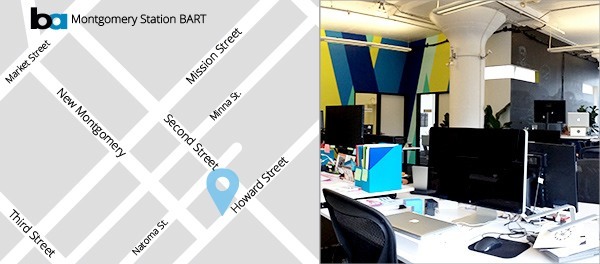 ba Montgomery Station BART
Market Street
Mission Street
New Montgomery
Minna St.
Second Street
Howard Street
Third Street
Natoma St.